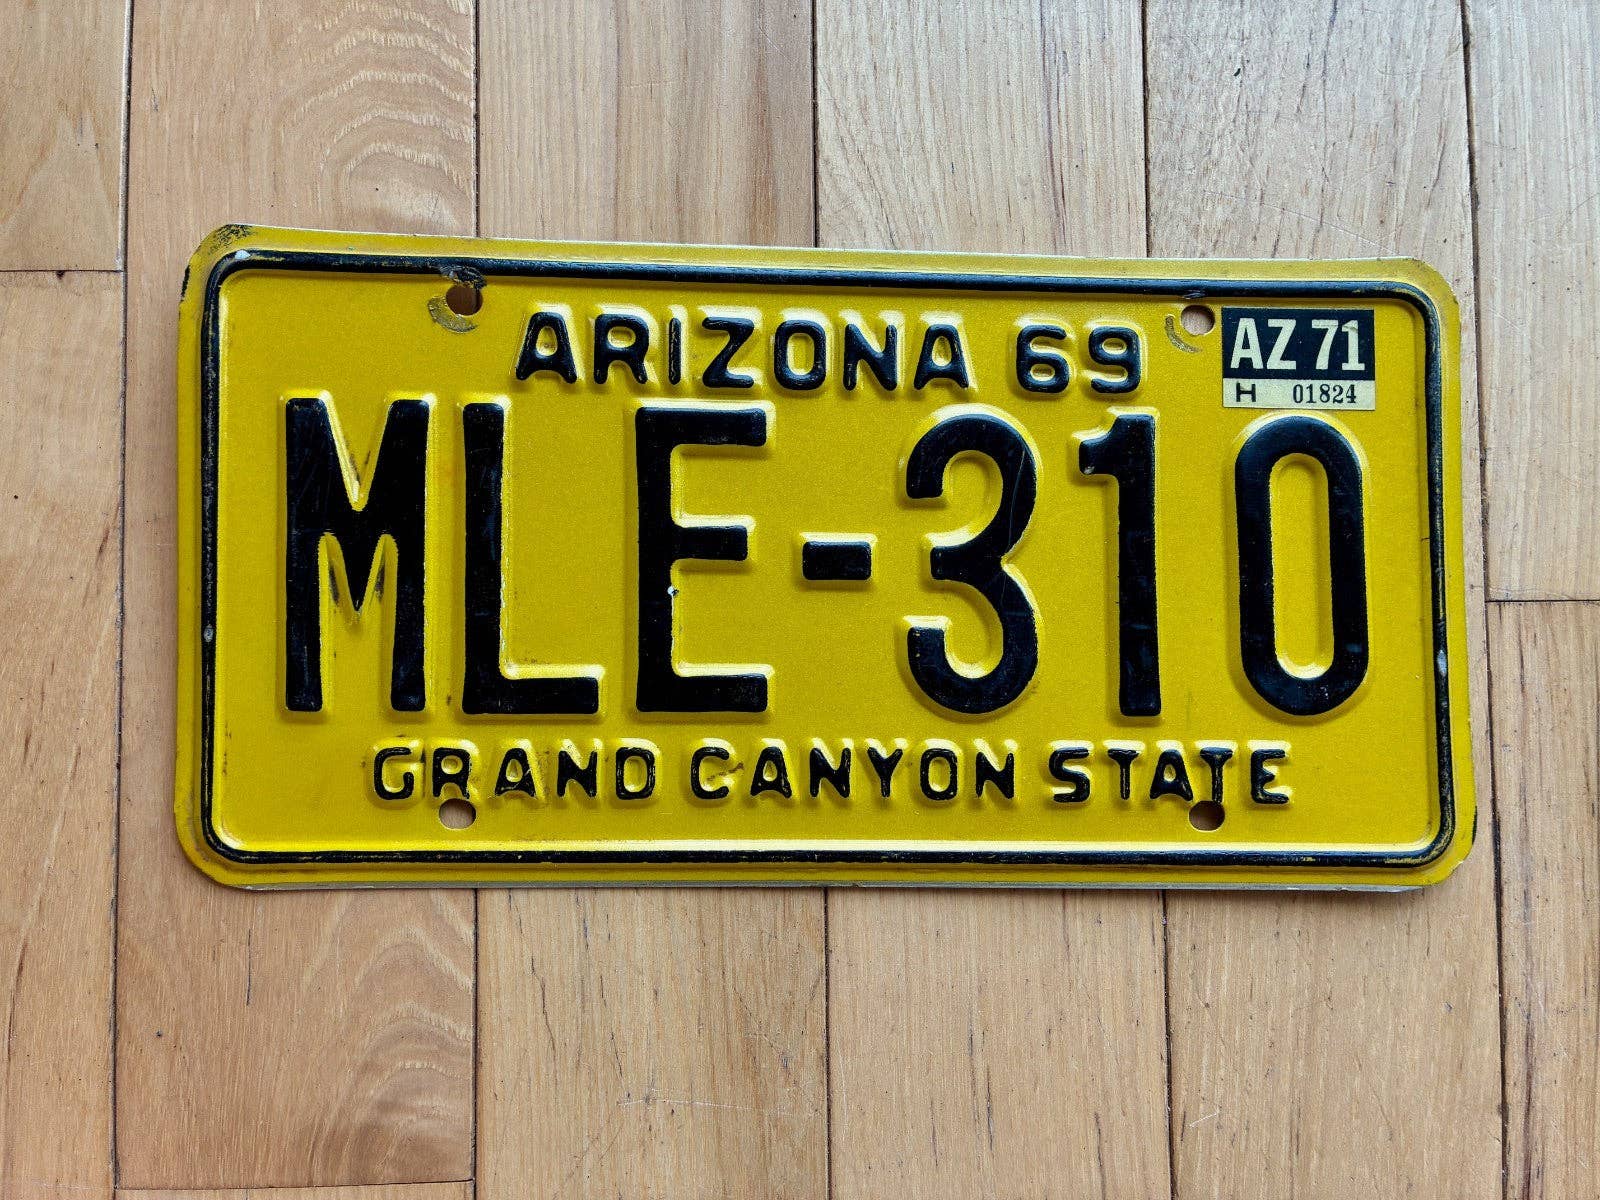 ARIZONA 69
AZ 71
H 01824
MLE-310
GRAND CANYON STATE